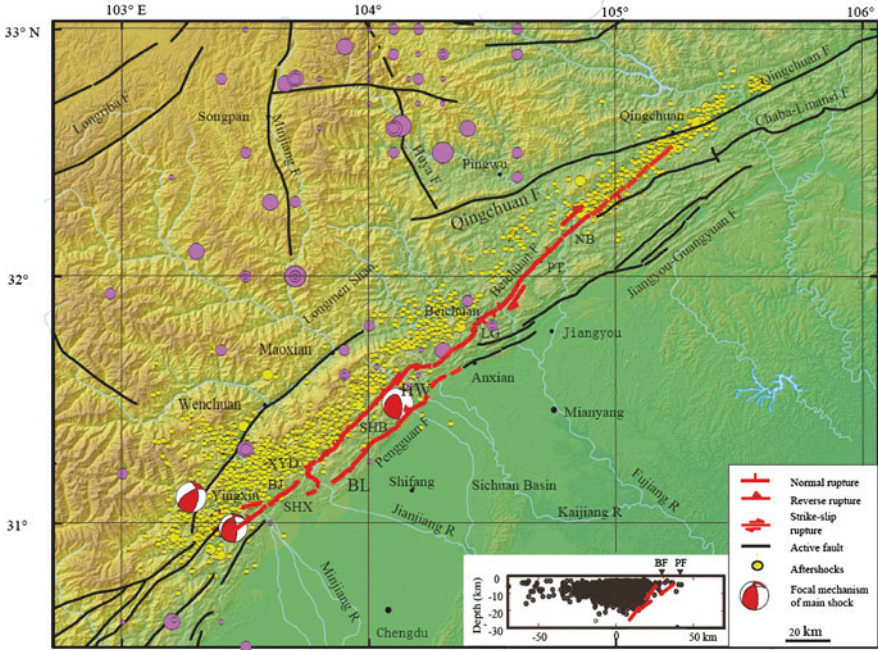 103° E
104°
105°
106°
33° N
32°
31°
Longriba F
Songpan
Minjiang F
Huya F
Pingwu
Qingchuan F
Qingchuan
Qingchuan F
Chaba-Linansi F
Longmen Shan
Beichuan F
NB
PT
Jiangyou-Guangyuan F
Beichuan
LG
Jiangyou
Maoxian
Anxian
Wenchuan
HW
Mianyang
SHB
Pengguan F
XYD
BJ
Yingxiu
BL
Shifang
Sichuan Basin
SHX
Jianjiang R
Kaijiang R
Fujiang R
Minjiang R
Chengdu
Normal rupture
Reverse rupture
Strike-slip
rupture
Active fault
Aftershocks
Focal mechanism
of main shock
20 km
BF PF
Depth (km)
0
-10
-20
-30
-50
0
50 km